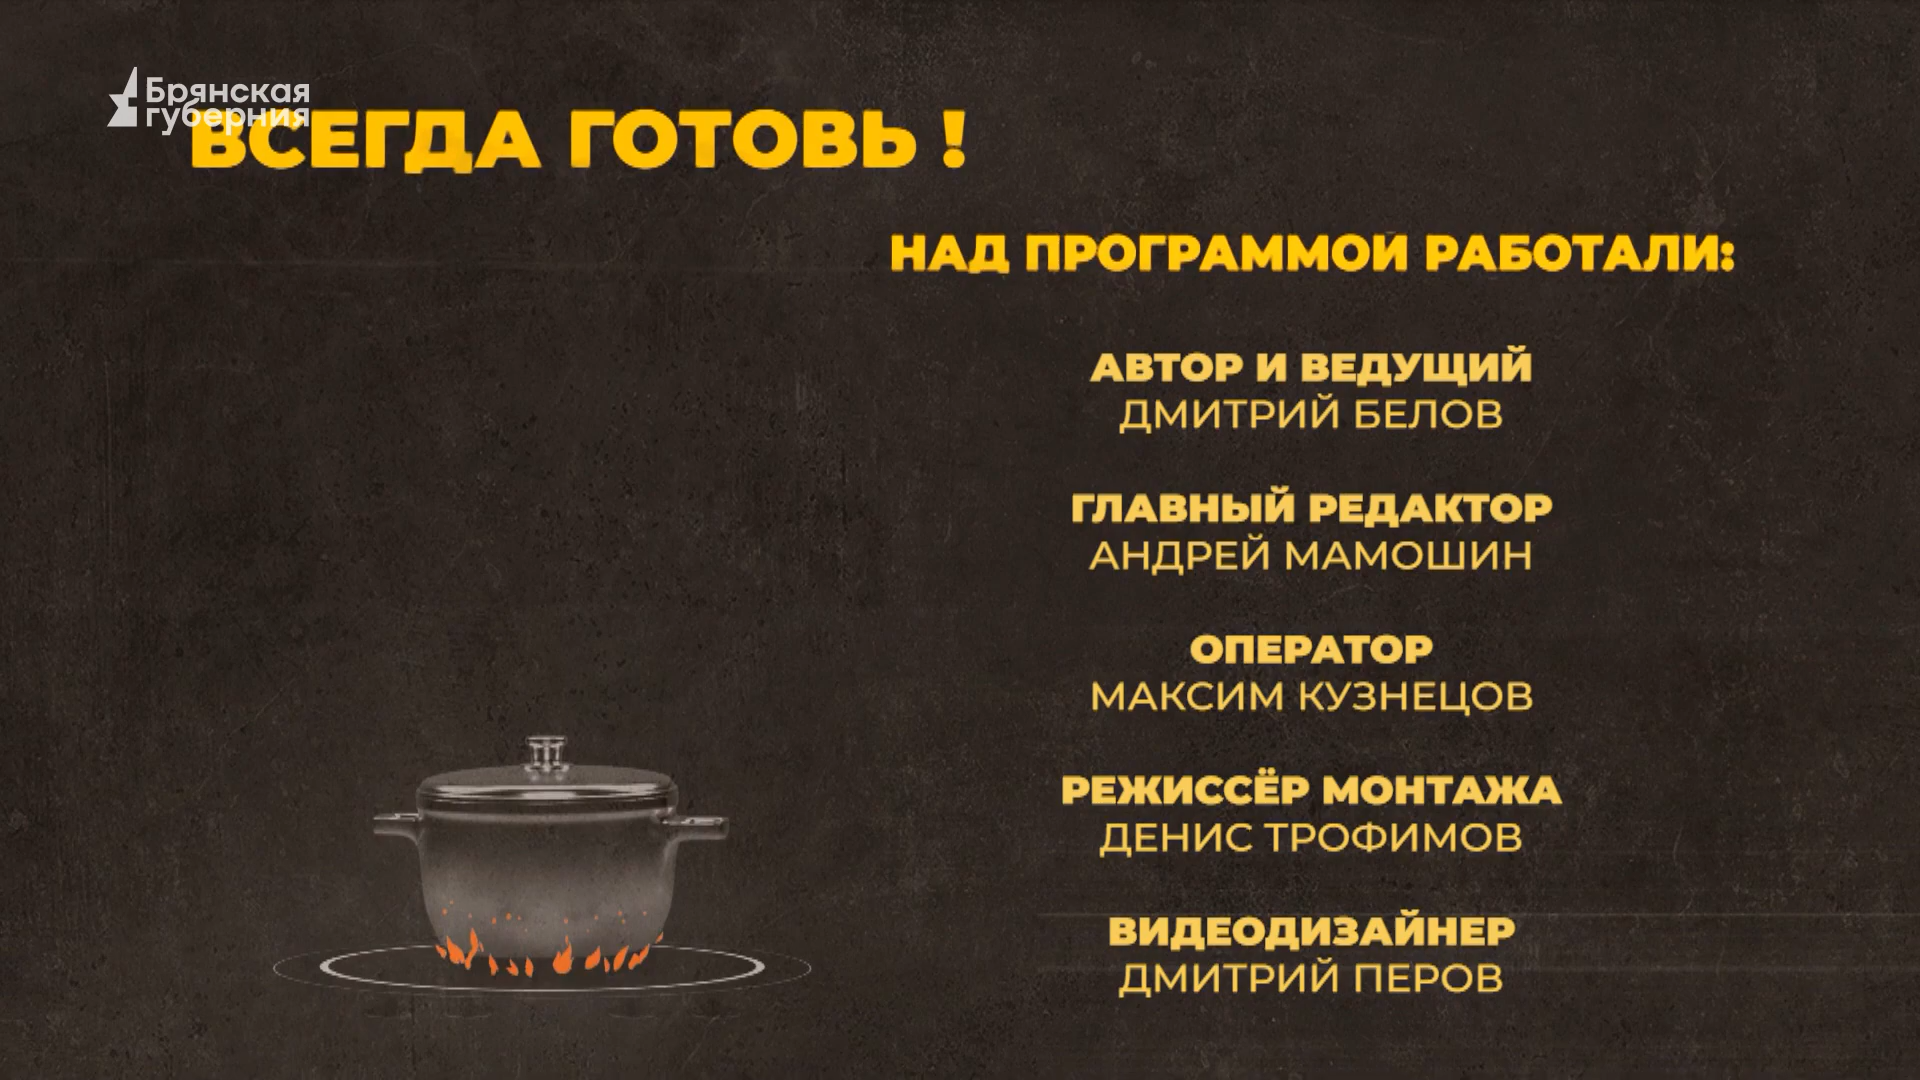 Брянская
губерния
ВСЕГДА ГОТОВЬ !
НАД ПРОГРАММОЙ РАБОТАЛИ:
АВТОР И ВЕДУЩИЙ
ДМИТРИЙ БЕЛОВ
ГЛАВНЫЙ РЕДАКТОР
АНДРЕЙ МАМОШИН
ОПЕРАТОР
МАКСИМ КУЗНЕЦОВ
РЕЖИССЁР МОНТАЖА
ДЕНИС ТРОФИМОВ
ВИДЕОДИЗАЙНЕР
ДМИТРИЙ ПЕРОВ